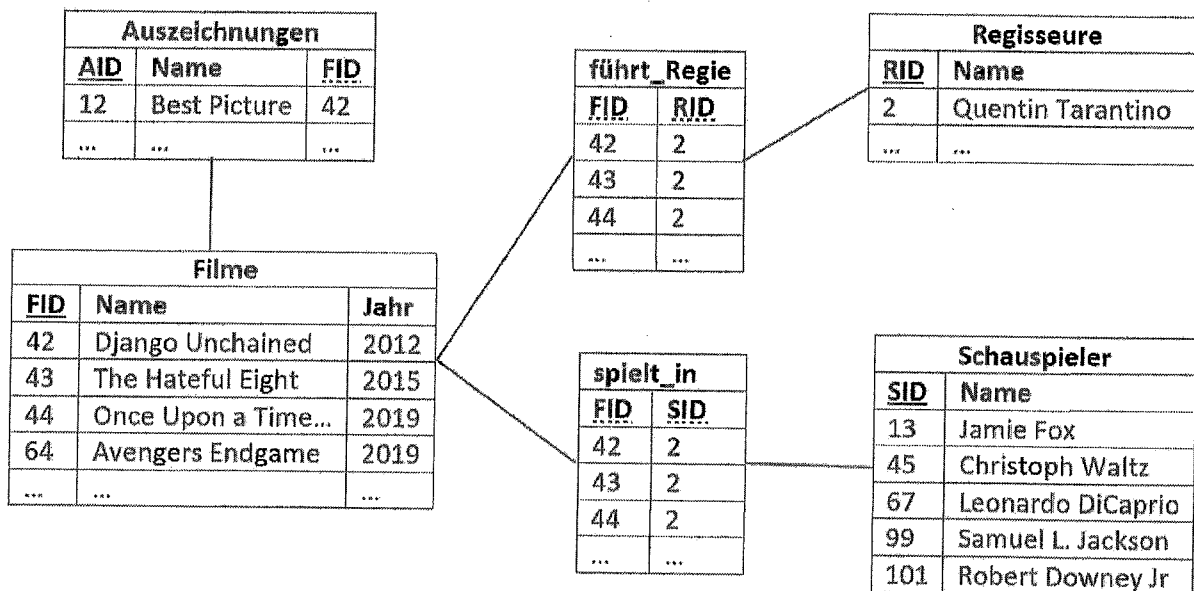 Auszeichnungen
AID Name FID
12 Best Picture 42
... ... ...
Filme
FID Name Jahr
42 Django Unchained 2012
43 The Hateful Eight 2015
44 Once Upon a Time... 2019
64 Avengers Endgame 2019
... ... ...
führt_Regie
FID RID
42 2
43 2
44 2
... ...
spielt_in
FID SID
42 2
43 2
44 2
... ...
Regisseure
RID Name
2 Quentin Tarantino
... ...
Schauspieler
SID Name
13 Jamie Fox
45 Christoph Waltz
67 Leonardo DiCaprio
99 Samuel L. Jackson
101 Robert Downey Jr